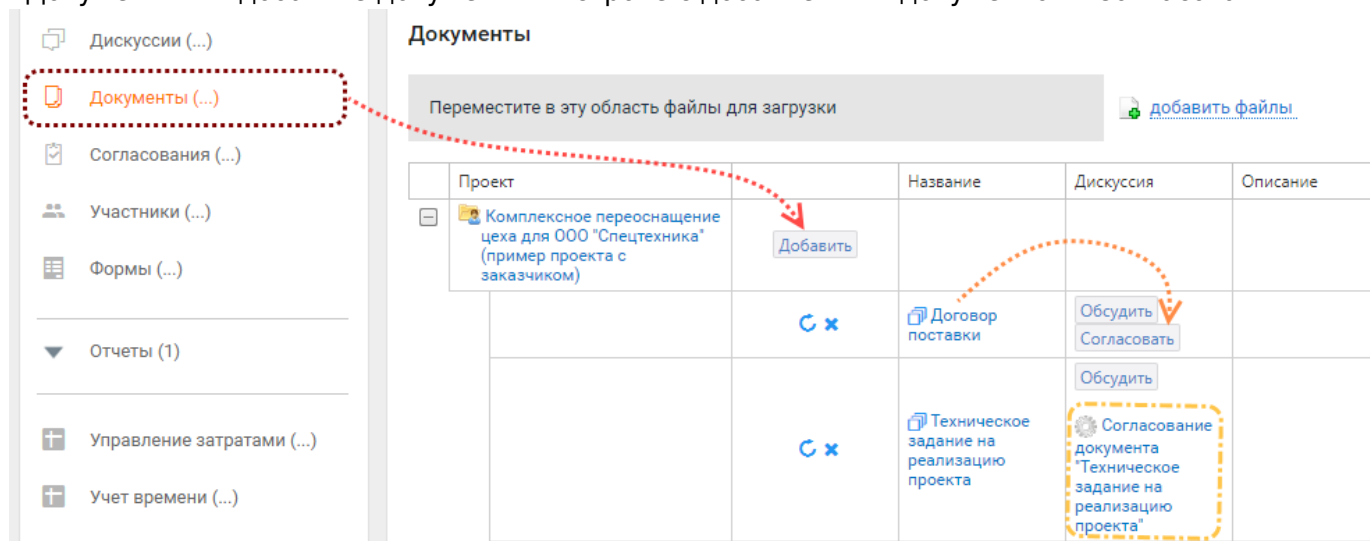 Дискуссии (...)
Документы (...)
Согласования (...)
Участники (...)
Формы (...)
Отчеты (1)
Управление затратами (...)
Учет времени (...)
Документы
Переместите в эту область файлы для загрузки
добавить файлы
Проект Название Дискуссия Описание
Комплексное переоснащение
цеха для ООО "Спецтехника"
(пример проекта с
заказчиком)
Добавить
Договор
поставки
Обсудить
Согласовать
Техническое
задание на
реализацию
проекта
Обсудить
Согласование
документа
"Техническое
задание на
реализацию
проекта"